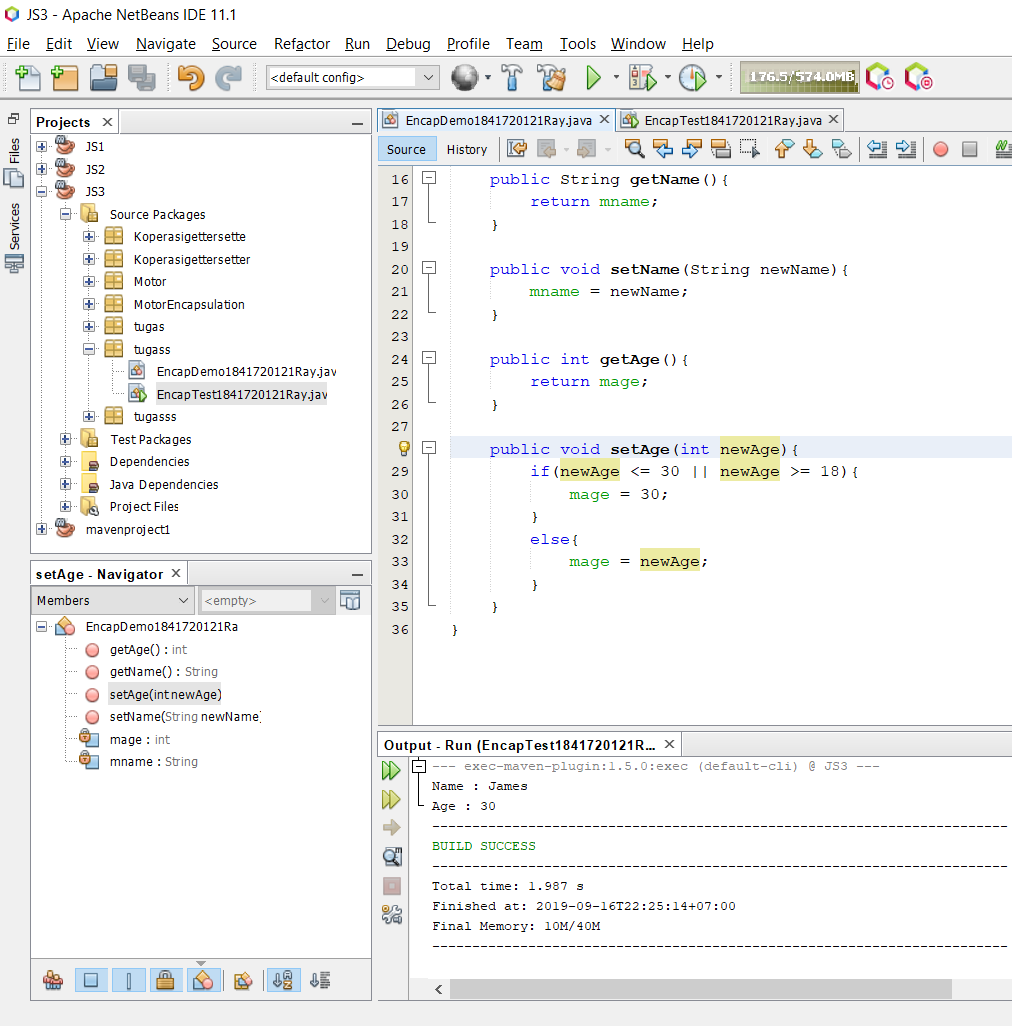 JS3 - Apache NetBeans IDE 11.1
File Edit View Navigate Source Refactor Run Debug Profile Team Tools Window Help
<default config>
176.5/574.0MB
Files
Services
Projects
JS1
JS2
JS3
Source Packages
Koperasigettersette
Koperasigettersetter
Motor
MotorEncapsulation
tugas
tugass
EncapDemo1841720121Ray.jav
EncapTest1841720121Ray.jav
tugasss
Test Packages
Dependencies
Java Dependencies
Project Files
mavenproject1
setAge - Navigator
Members <empty>
EncapDemo1841720121Ra
getAge() : int
getName() : String
setAge(int newAge)
setName(String newName)
mage : int
mname : String
EncapDemo1841720121Ray.java EncapTest1841720121Ray.java
Source History
16 public String getName(){
17 return mname;
18 }
19
20 public void setName(String newName){
21 mname = newName;
22 }
23
24 public int getAge(){
25 return mage;
26 }
27
public void setAge(int newAge){
29 if(newAge <= 30 || newAge >= 18){
30 mage = 30;
31 }
32 else{
33 mage = newAge;
34 }
35 }
36 }
Output - Run (EncapTest1841720121R...
--- exec-maven-plugin:1.5.0:exec (default-cli) @ JS3 ---
Name : James
Age : 30
------------------------------------------------------------------------
BUILD SUCCESS
------------------------------------------------------------------------
Total time: 1.987 s
Finished at: 2019-09-16T22:25:14+07:00
Final Memory: 10M/40M
------------------------------------------------------------------------